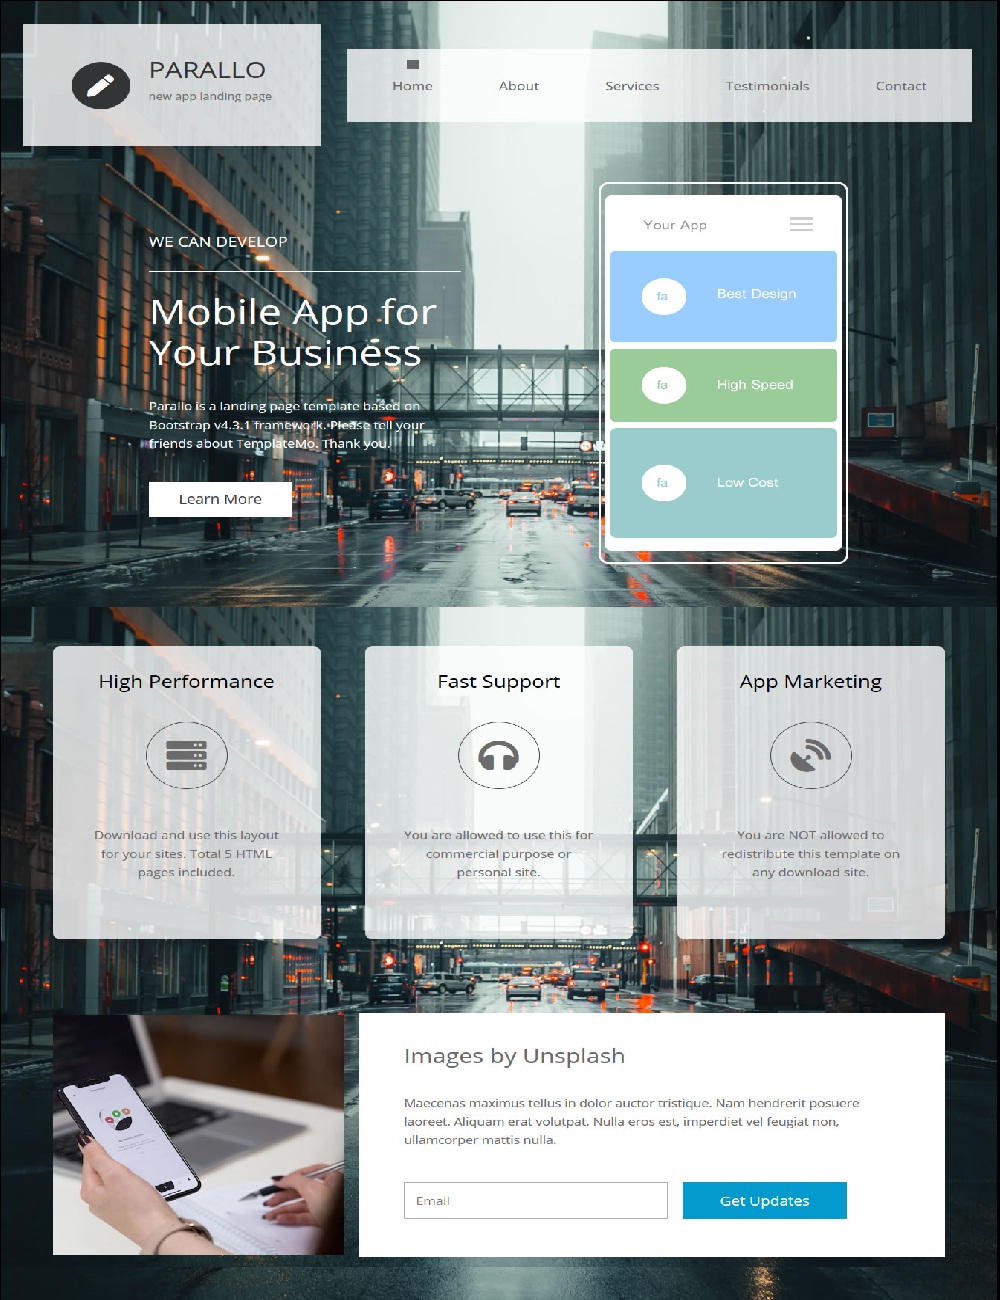 PARALLO
new app landing page
Home About Services Testimonials Contact
WE CAN DEVELOP
Mobile App for
Your Business
Parallo is a landing page template based on
Bootstrap v4.3.1 framework. Please tell your
friends about TemplateMo. Thank you.
Learn More
Your App
fa Best Design
fa High Speed
fa Low Cost
High Performance
Download and use this layout
for your sites. Total 5 HTML
pages included.
Fast Support
You are allowed to use this for
commercial purpose or
personal site.
App Marketing
You are NOT allowed to
redistribute this template on
any download site.
Images by Unsplash
Maecenas maximus tellus in dolor auctor tristique. Nam hendrerit posuere
laoreet. Aliquam erat volutpat. Nulla eros est, imperdiet vel feugiat non,
ullamcorper mattis nulla.
Email
Get Updates